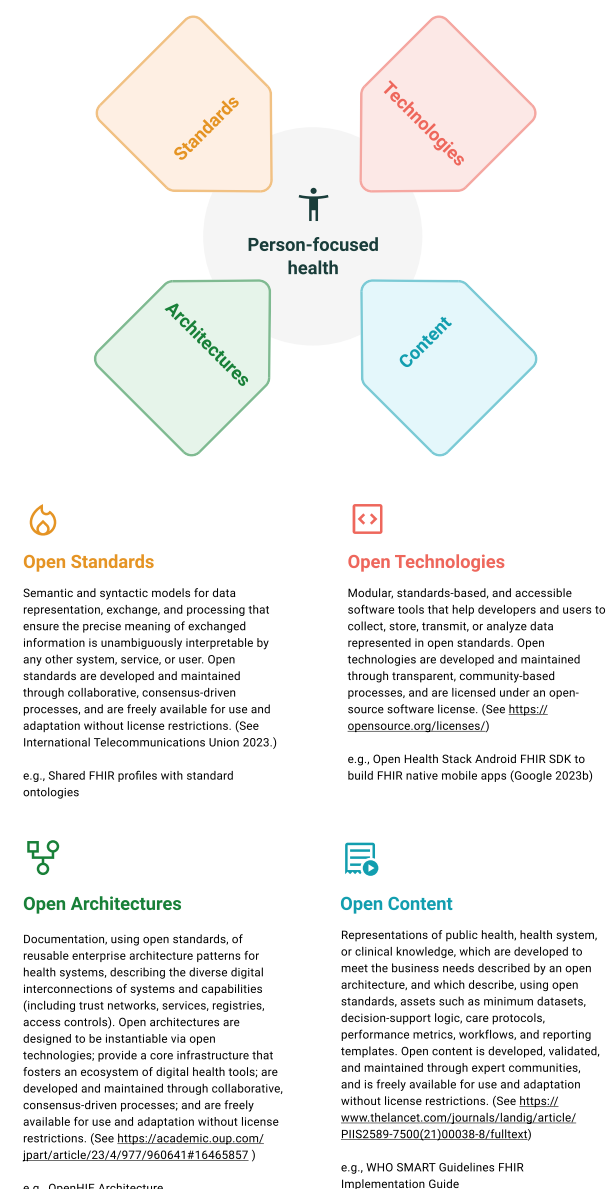 Standards
Technologies
Person-focused
health
Architectures
Content
Open Standards
Semantic and syntactic models for data
representation, exchange, and processing that
ensure the precise meaning of exchanged
information is unambiguously interpretable by
any other system, service, or user. Open
standards are developed and maintained
through collaborative, consensus-driven
processes, and are freely available for use and
adaptation without license restrictions. (See
International Telecommunications Union 2023.)
e.g., Shared FHIR profiles with standard
ontologies
Open Technologies
Modular, standards-based, and accessible
software tools that help developers and users to
collect, store, transmit, or analyze data
represented in open standards. Open
technologies are developed and maintained
through transparent, community-based
processes, and are licensed under an open-
source software license. (See https://
opensource.org/licenses/)
e.g., Open Health Stack Android FHIR SDK to
build FHIR native mobile apps (Google 2023b)
Open Architectures
Documentation, using open standards, of
reusable enterprise architecture patterns for
health systems, describing the diverse digital
interconnections of systems and capabilities
(including trust networks, services, registries,
access controls). Open architectures are
designed to be instantiable via open
technologies; provide a core infrastructure that
fosters an ecosystem of digital health tools; are
developed and maintained through collaborative,
consensus-driven processes; and are freely
available for use and adaptation without license
restrictions. (See https://academic.oup.com/
jpart/article/23/4/977/960641#16465857 )
e.g., OpenHIE Architecture
Open Content
Representations of public health, health system,
or clinical knowledge, which are developed to
meet the business needs described by an open
architecture, and which describe, using open
standards, assets such as minimum datasets,
decision-support logic, care protocols,
performance metrics, workflows, and reporting
templates. Open content is developed, validated,
and maintained through expert communities,
and is freely available for use and adaptation
without license restrictions. (See https://
www.thelancet.com/journals/landig/article/
PIIS2589-7500(21)00038-8/fulltext)
e.g., WHO SMART Guidelines FHIR
Implementation Guide